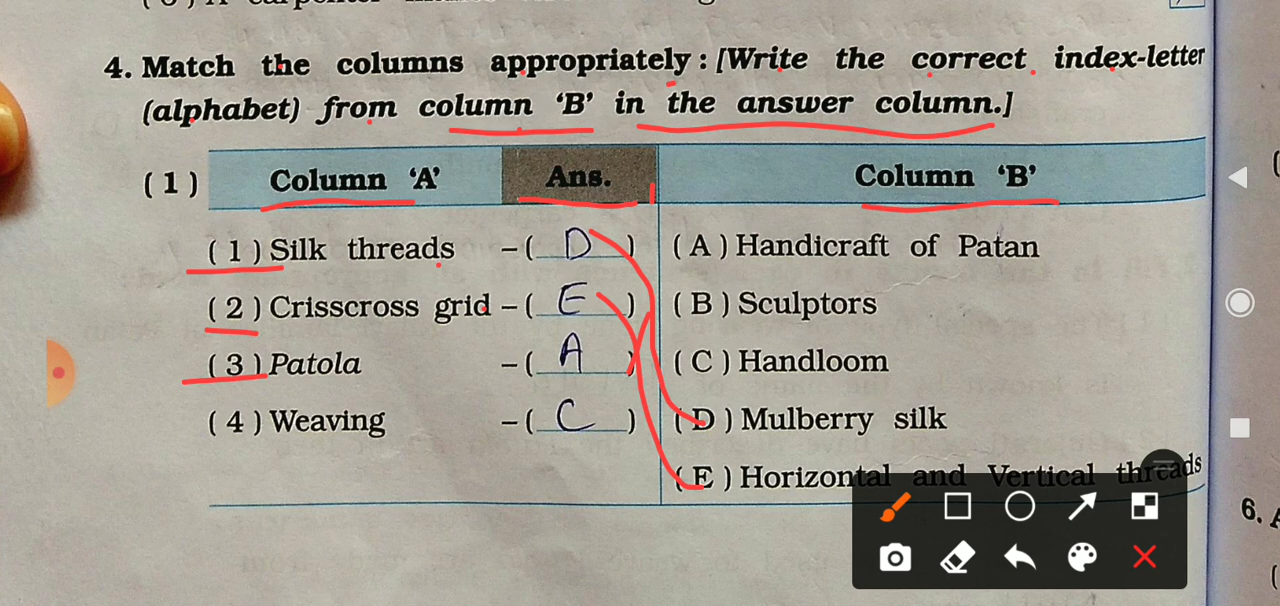 4. Match the columns appropriately : [Write the correct index-letter
(alphabet) from column 'B' in the answer column.]
( 1 ) Column 'A' Ans. Column 'B'
( 1 ) Silk threads – ( D ) ( A ) Handicraft of Patan
( 2 ) Crisscross grid – ( E ) ( B ) Sculptors
( 3 ) Patola – ( A ) ( C ) Handloom
( 4 ) Weaving – ( C ) ( D ) Mulberry silk
( E ) Horizontal and Vertical threads
6.